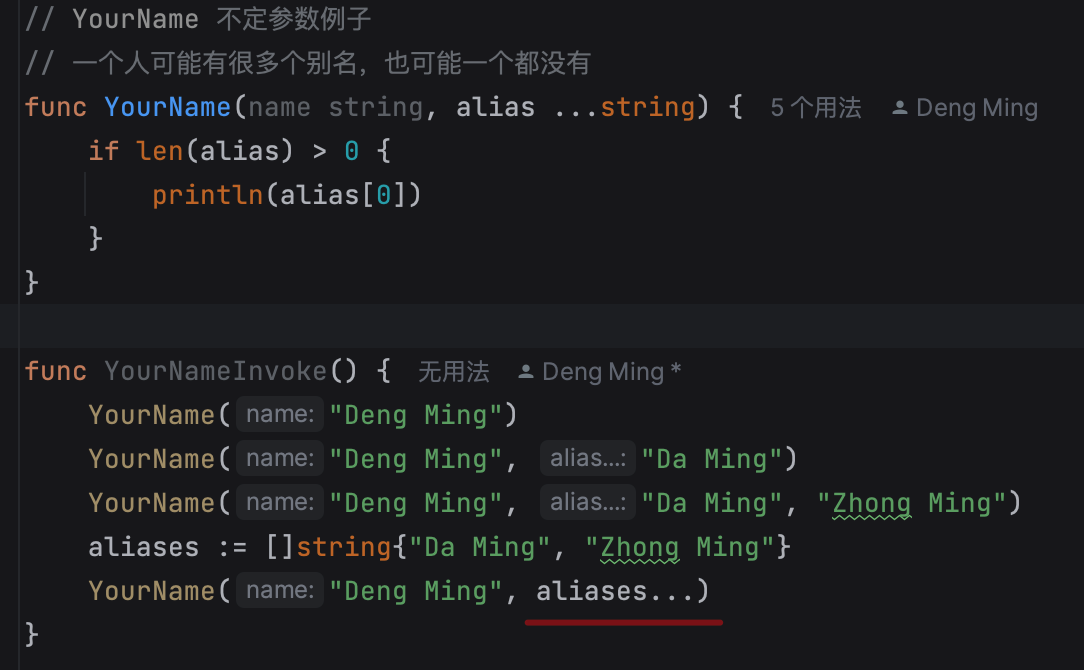 // YourName 不定参数例子
// 一个人可能有很多个别名，也可能一个都没有
func YourName(name string, alias ...string) { 5 个用法 Deng Ming
if len(alias) > 0 {
println(alias[0])
}
}
func YourNameInvoke() { 无用法 Deng Ming *
YourName( name: "Deng Ming")
YourName( name: "Deng Ming", alias...: "Da Ming")
YourName( name: "Deng Ming", alias...: "Da Ming", "Zhong Ming")
aliases := []string{"Da Ming", "Zhong Ming"}
YourName( name: "Deng Ming", aliases...)
}